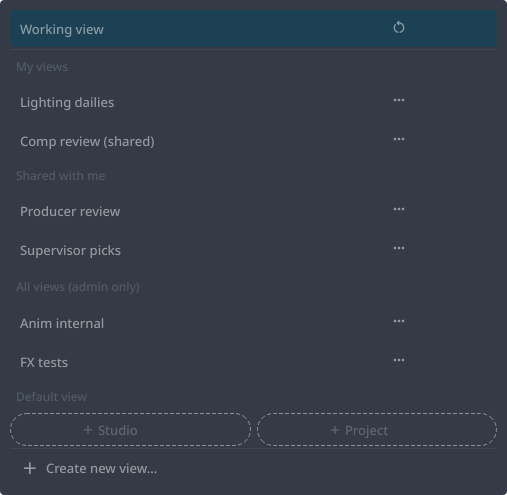 Working view
My views
Lighting dailies
Comp review (shared)
Shared with me
Producer review
Supervisor picks
All views (admin only)
Anim internal
FX tests
Default view
+ Studio
+ Project
+ Create new view...